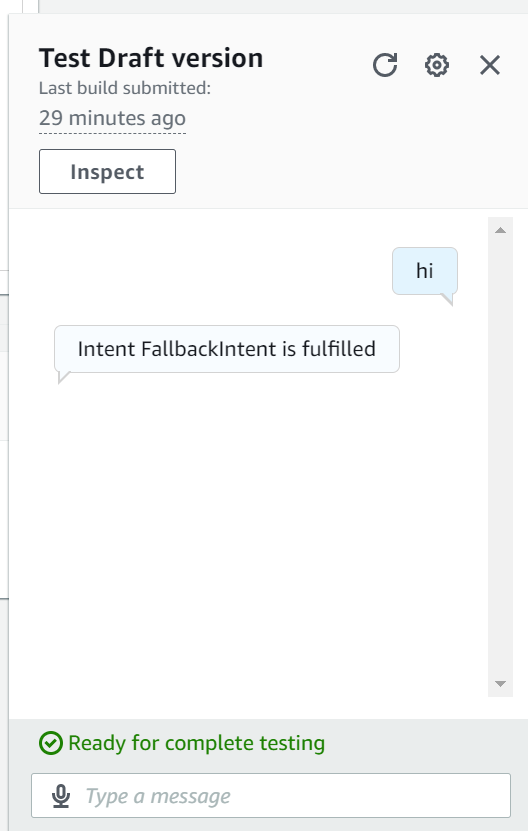 Test Draft version
Last build submitted:
29 minutes ago
Inspect
hi
Intent FallbackIntent is fulfilled
Ready for complete testing
Type a message